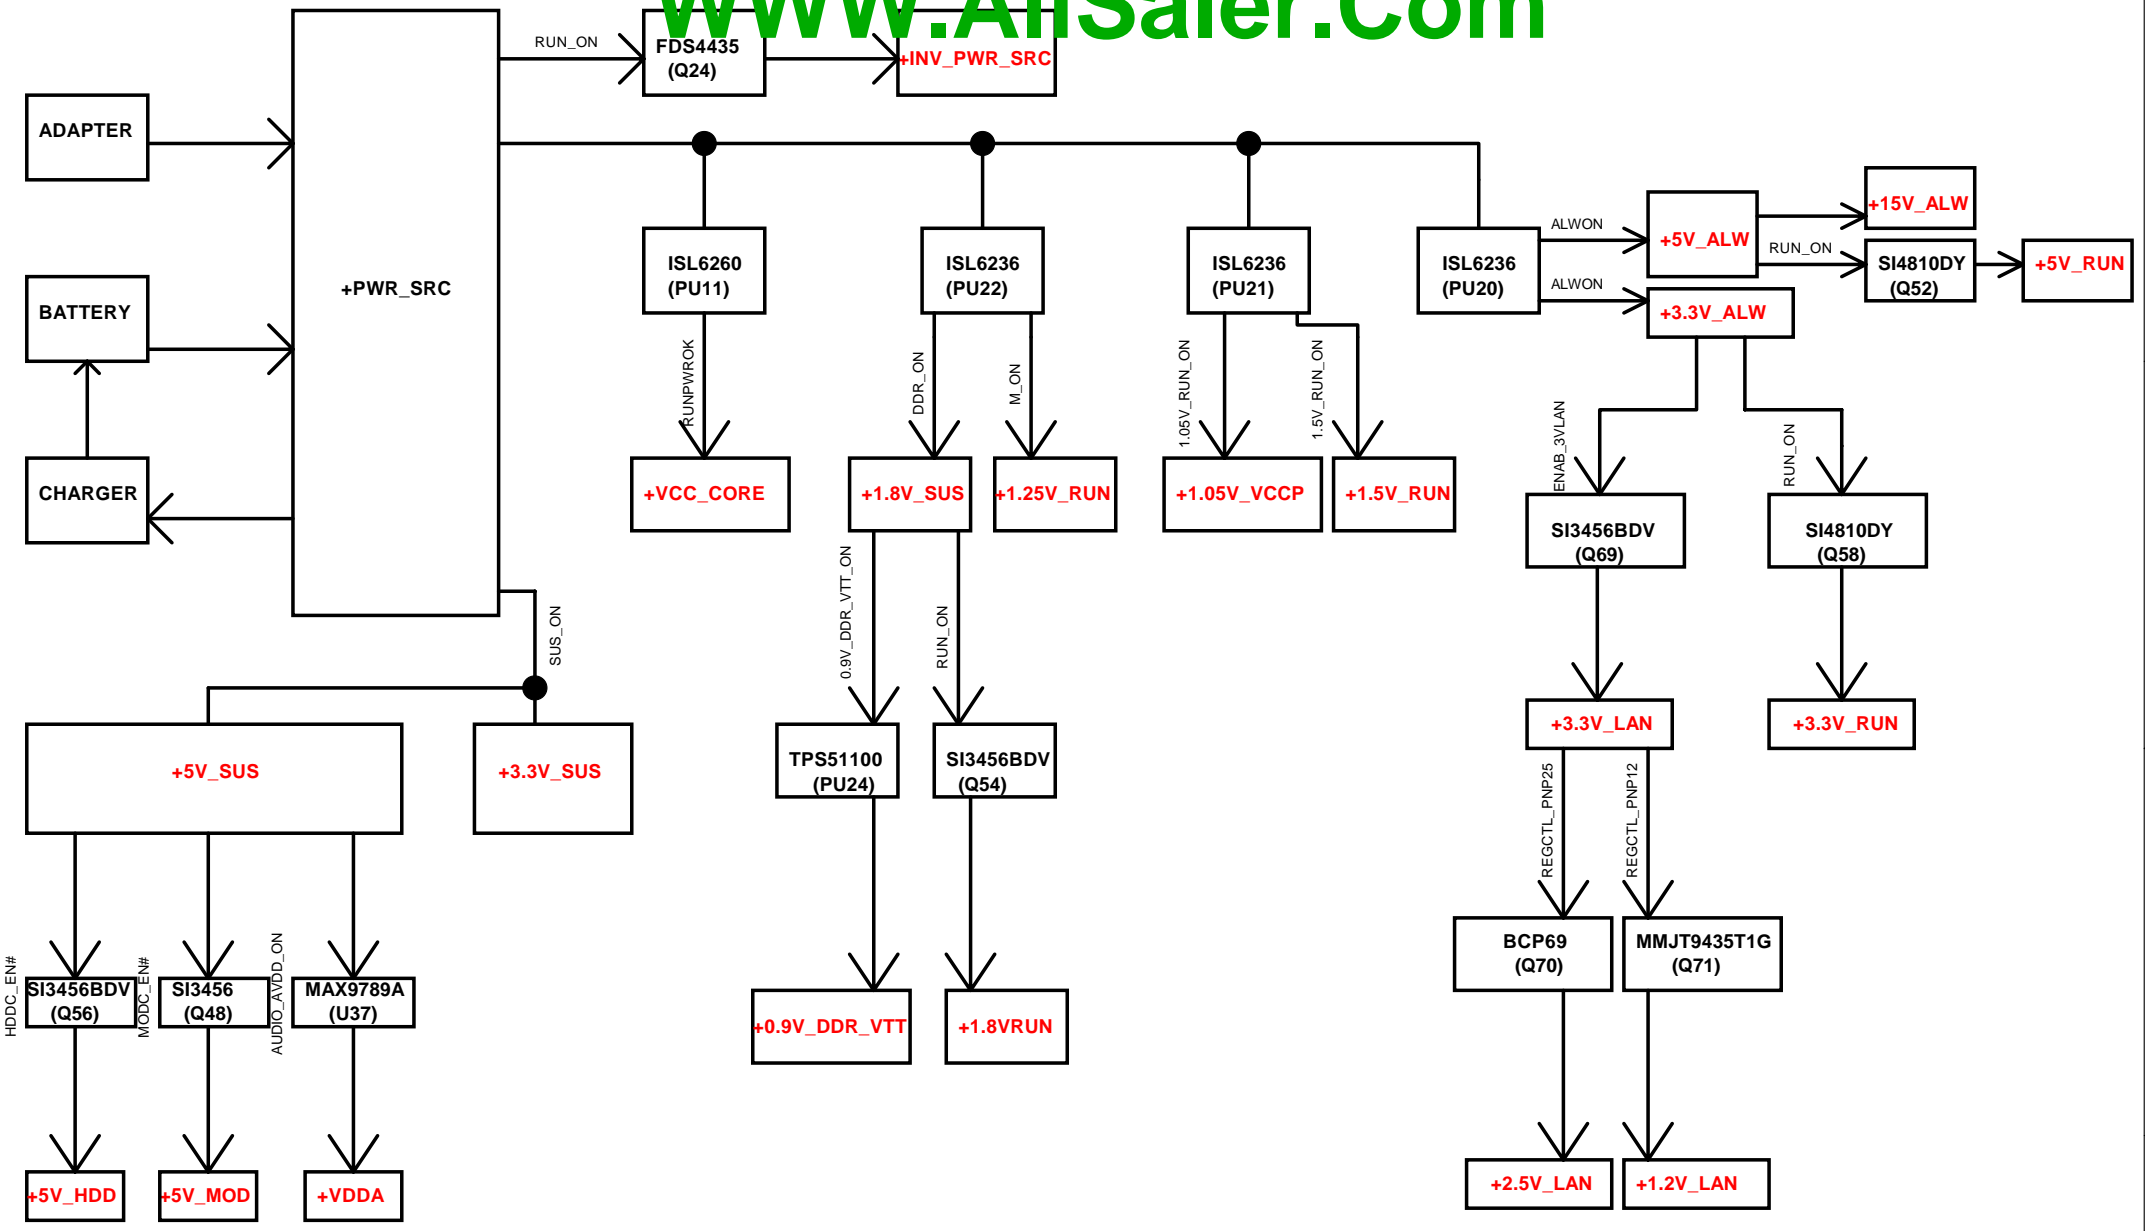 www.AliSaler.Com
RUN_ON
FDS4435
(Q24)
+INV_PWR_SRC
ADAPTER
+PWR_SRC
BATTERY
CHARGER
ISL6260
(PU11)
ISL6236
(PU22)
ISL6236
(PU21)
ISL6236
(PU20)
ALWON
ALWON
+5V_ALW
+3.3V_ALW
+15V_ALW
RUN_ON
SI4810DY
(Q52)
+5V_RUN
RUNPWROK
DDR_ON
M_ON
1.05V_RUN_ON
1.5V_RUN_ON
ENAB_3VLAN
RUN_ON
+VCC_CORE
+1.8V_SUS
+1.25V_RUN
+1.05V_VCCP
+1.5V_RUN
SI3456BDV
(Q69)
SI4810DY
(Q58)
SUS_ON
0.9V_DDR_VTT_ON
RUN_ON
+5V_SUS
+3.3V_SUS
TPS51100
(PU24)
SI3456BDV
(Q54)
+3.3V_LAN
+3.3V_RUN
REGCTL_PNP25
REGCTL_PNP12
HDDC_EN#
SI3456BDV
(Q56)
MODC_EN#
SI3456
(Q48)
AUDIO_AVDD_ON
MAX9789A
(U37)
BCP69
(Q70)
MMJT9435T1G
(Q71)
+0.9V_DDR_VTT
+1.8VRUN
+5V_HDD
+5V_MOD
+VDDA
+2.5V_LAN
+1.2V_LAN